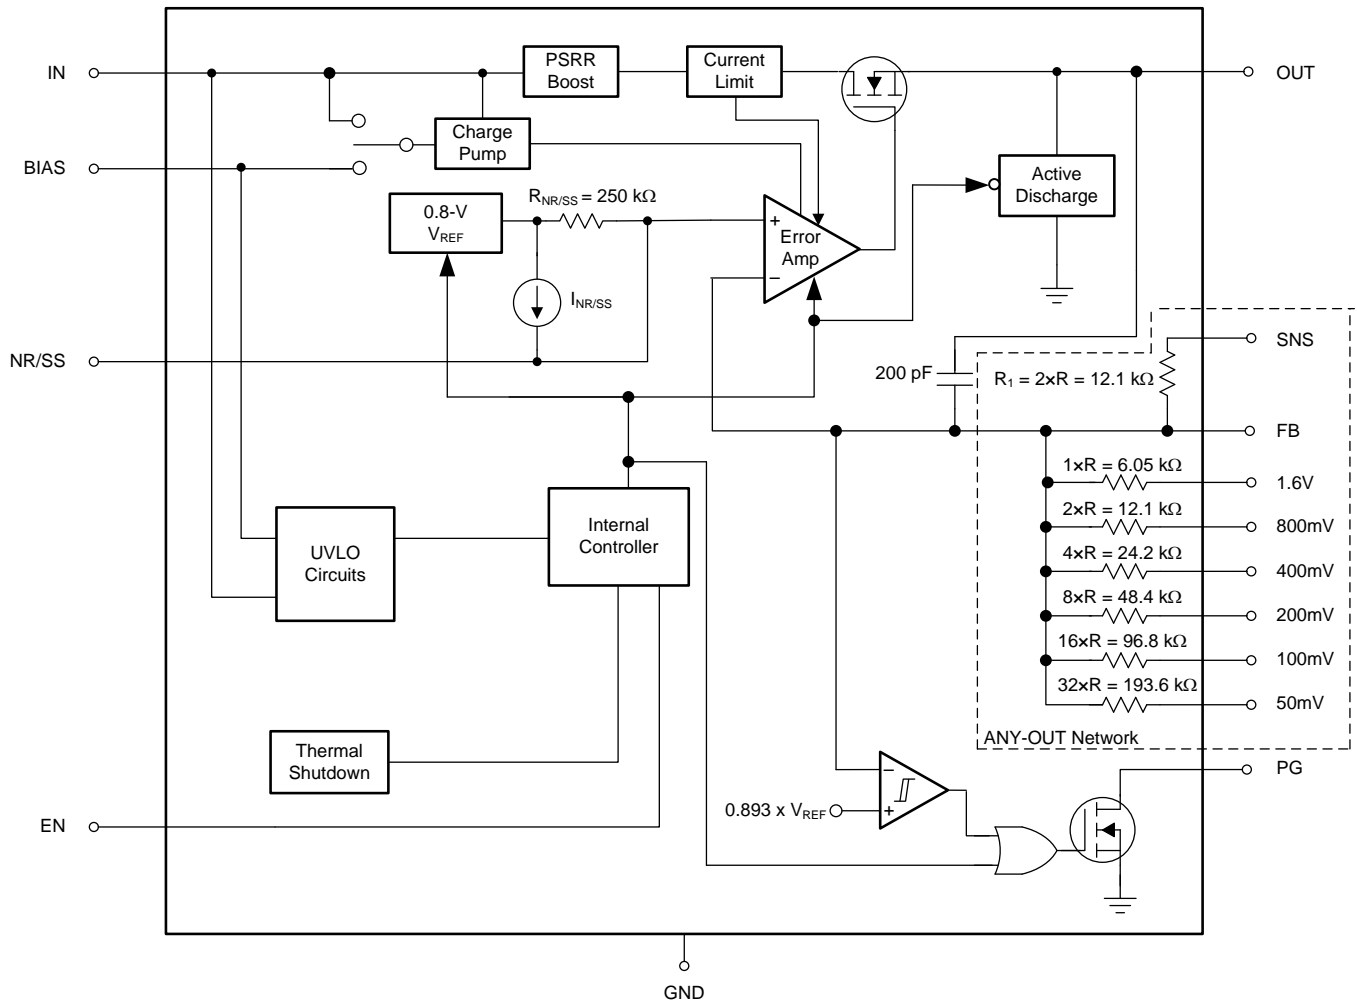 IN
PSRR
Boost
Current
Limit
OUT
Charge
Pump
BIAS
Active
Discharge
0.8-V
VREF
RNR/SS = 250 kΩ
+
Error
Amp
−
INR/SS
NR/SS
200 pF
SNS
R1 = 2×R = 12.1 kΩ
FB
1×R = 6.05 kΩ
1.6V
2×R = 12.1 kΩ
800mV
4×R = 24.2 kΩ
400mV
8×R = 48.4 kΩ
200mV
16×R = 96.8 kΩ
100mV
32×R = 193.6 kΩ
50mV
ANY-OUT Network
UVLO
Circuits
Internal
Controller
Thermal
Shutdown
EN
−
0.893 x VREF
+
PG
GND